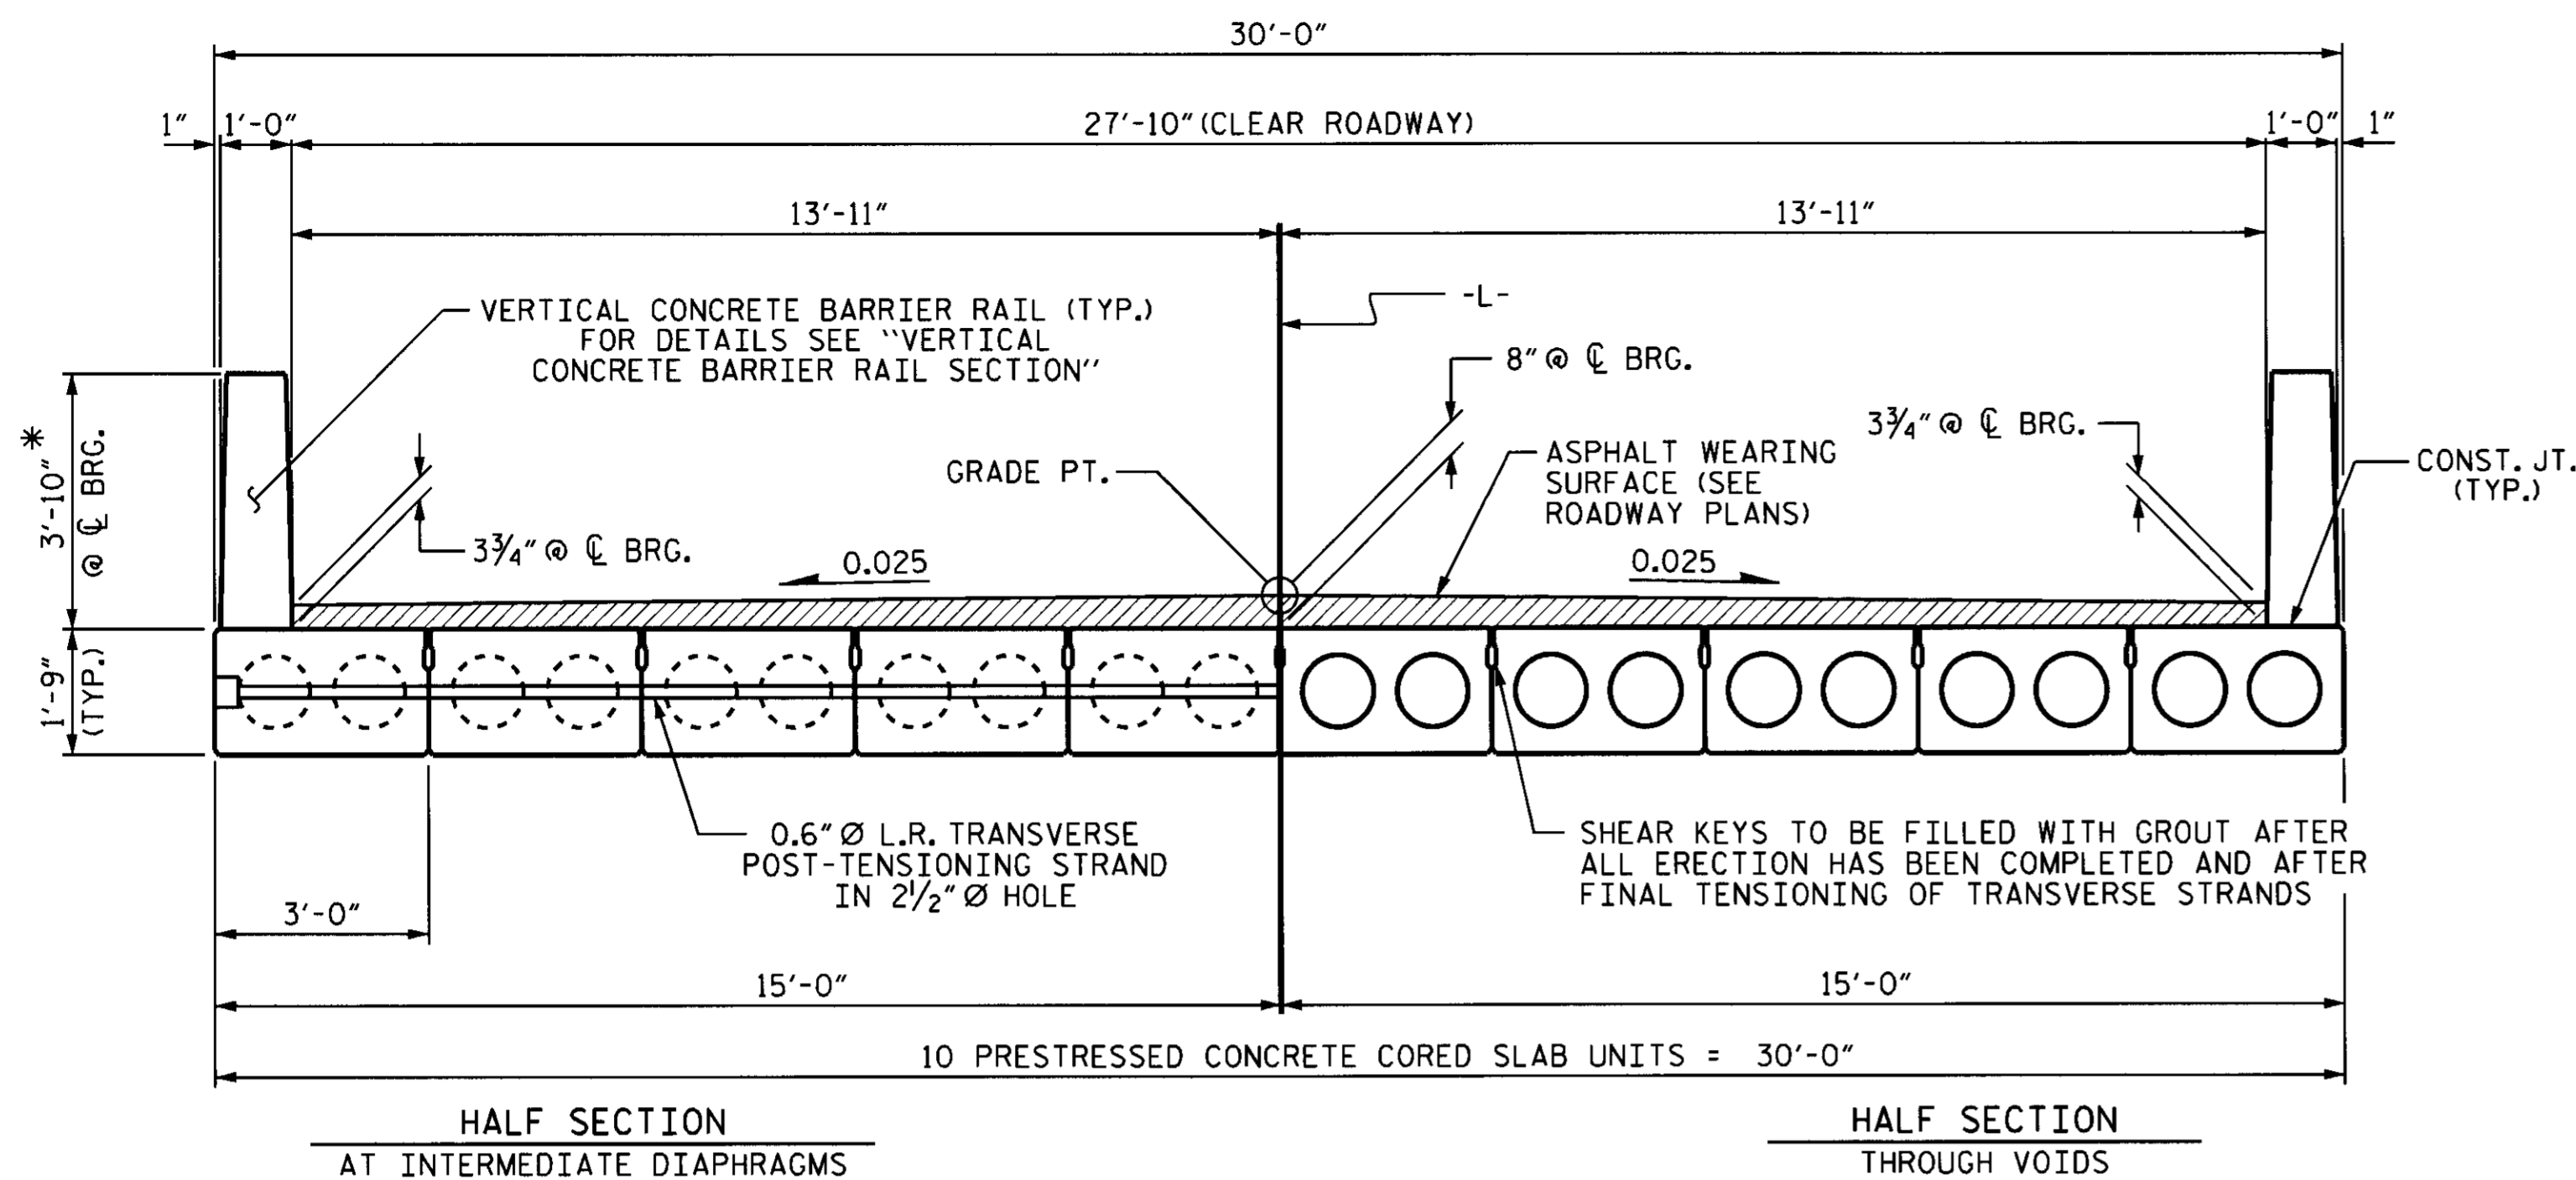 30'-0"
1" 1'-0" 27'-10" (CLEAR ROADWAY) 1'-0" 1"
13'-11" 13'-11"
-L-
VERTICAL CONCRETE BARRIER RAIL (TYP.)
FOR DETAILS SEE "VERTICAL
CONCRETE BARRIER RAIL SECTION"
8" @ ℄ BRG.
3¾" @ ℄ BRG.
ASPHALT WEARING
SURFACE (SEE
ROADWAY PLANS)
CONST. JT.
(TYP.)
GRADE PT.
3'-10" *
@ ℄ BRG.
3¾" @ ℄ BRG.
0.025 0.025
1'-9"
(TYP.)
0.6" Ø L.R. TRANSVERSE
POST-TENSIONING STRAND
IN 2½" Ø HOLE
SHEAR KEYS TO BE FILLED WITH GROUT AFTER
ALL ERECTION HAS BEEN COMPLETED AND AFTER
FINAL TENSIONING OF TRANSVERSE STRANDS
3'-0"
15'-0" 15'-0"
10 PRESTRESSED CONCRETE CORED SLAB UNITS = 30'-0"
HALF SECTION
AT INTERMEDIATE DIAPHRAGMS
HALF SECTION
THROUGH VOIDS